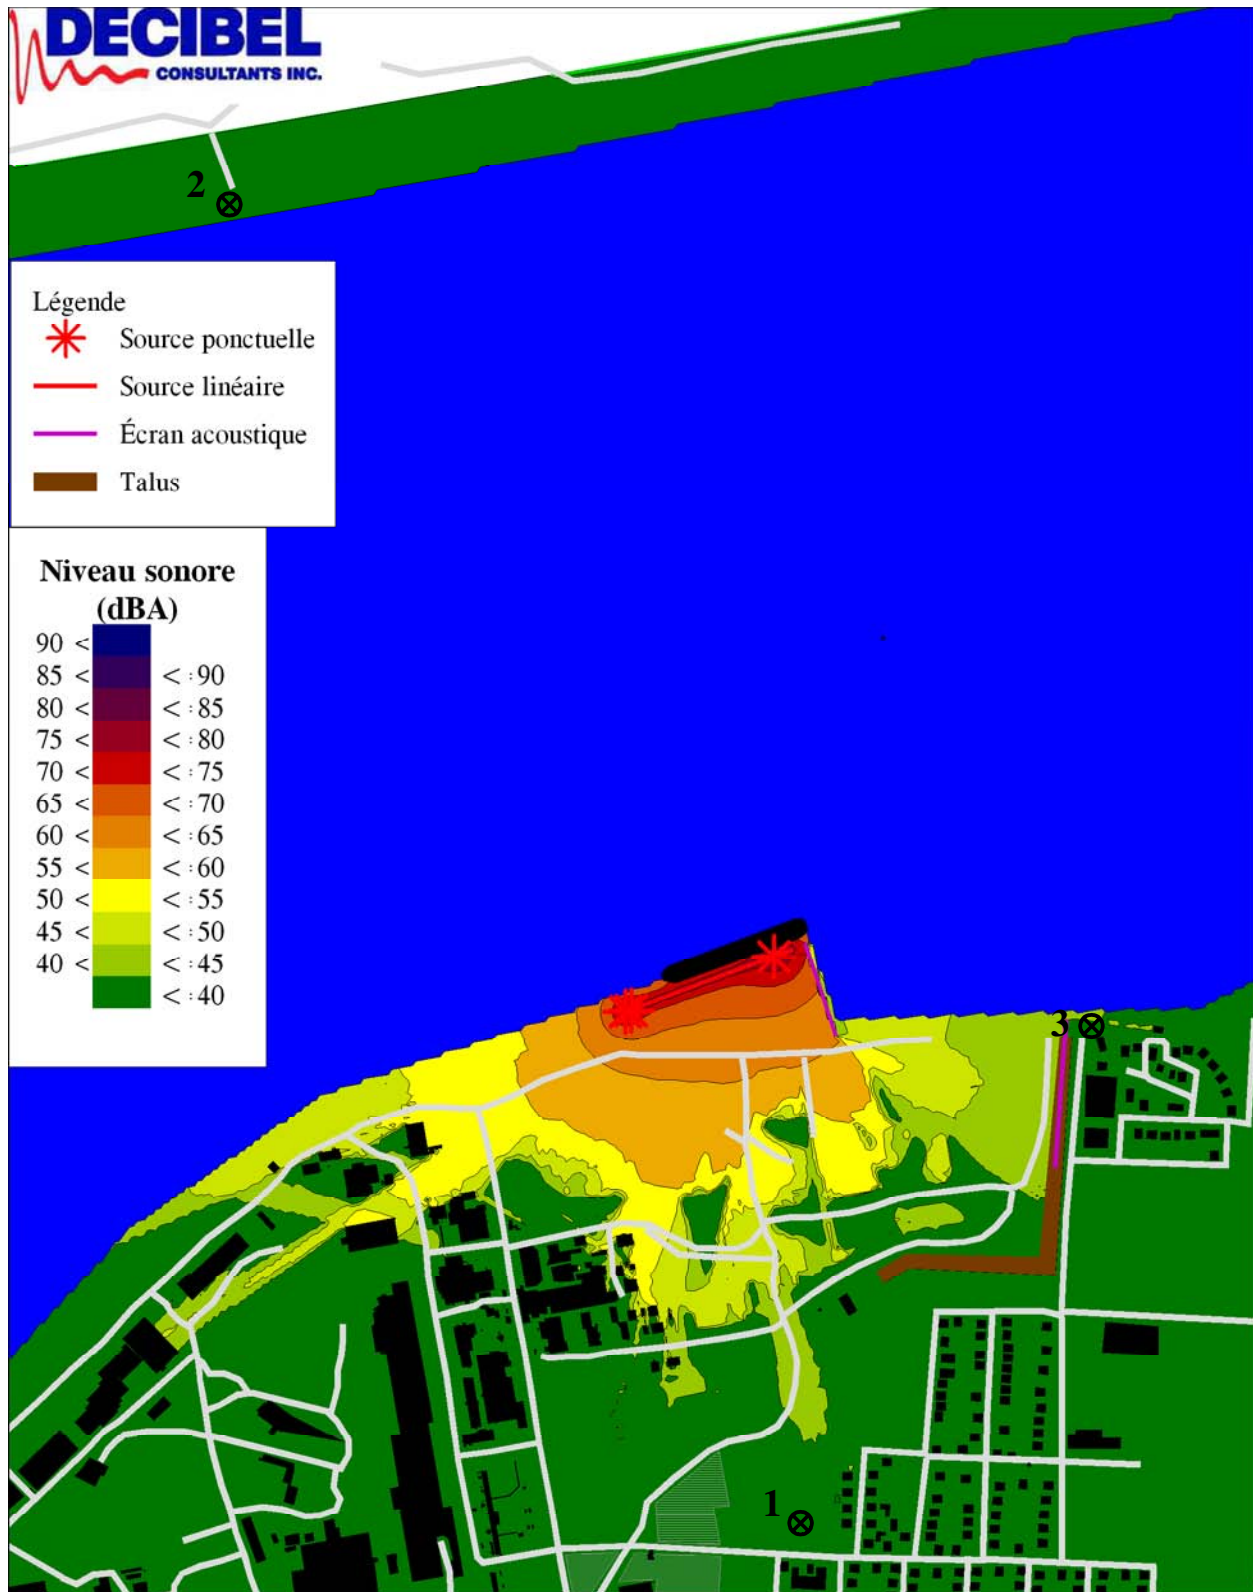 DECIBEL
CONSULTANTS INC.
2
Légende
Source ponctuelle
Source linéaire
Écran acoustique
Talus
Niveau sonore
(dBA)
90 <
85 < < : 90
80 < < : 85
75 < < : 80
70 < < : 75
65 < < : 70
60 < < : 65
55 < < : 60
50 < < : 55
45 < < : 50
40 < < : 45
< : 40
3
1